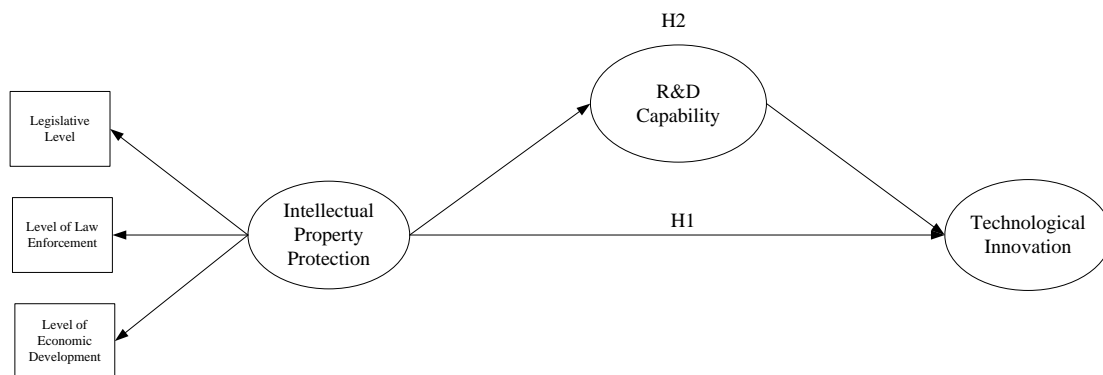 H2
R&D
Capability
Legislative
Level
Level of Law
Enforcement
Intellectual
Property
Protection
H1
Technological
Innovation
Level of
Economic
Development